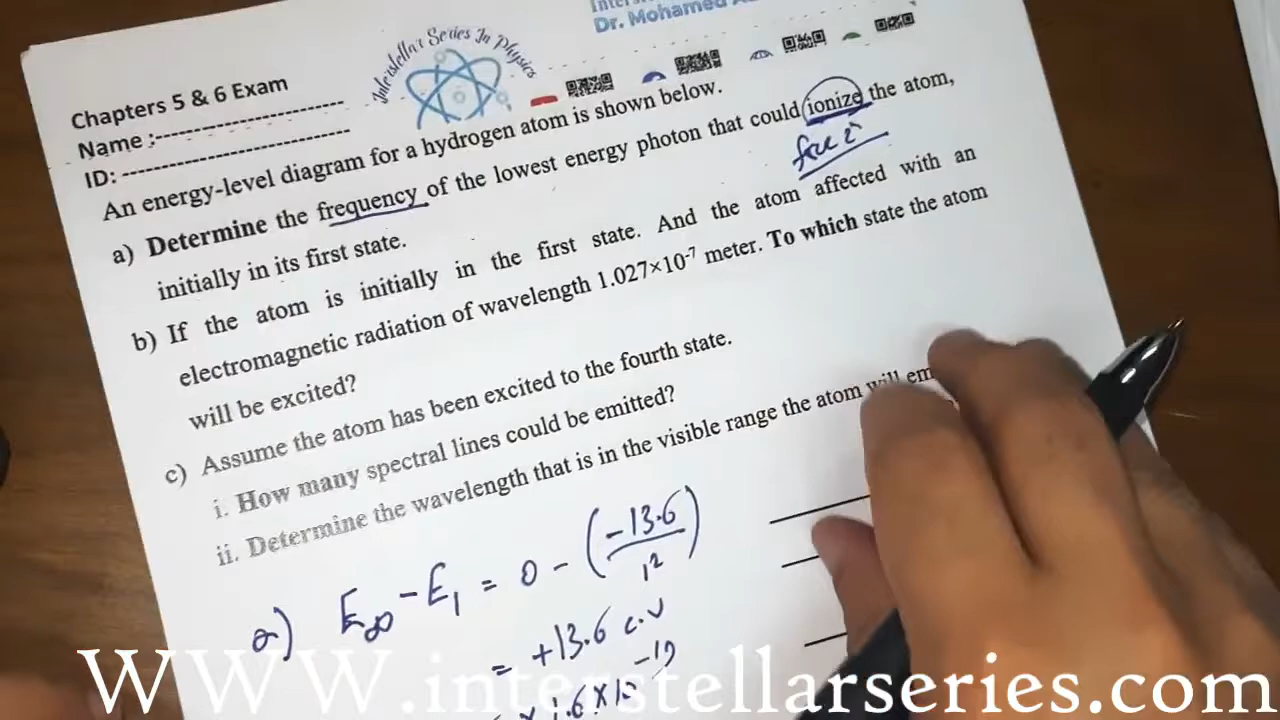 Dr. Mohamed
Interstellar Series In Physics
Chapters 5 & 6 Exam
Name :--------------------------
ID: --------------------------
An energy-level diagram for a hydrogen atom is shown below.
a) Determine the frequency of the lowest energy photon that could ionize the atom,
free e⁻
initially in its first state.
b) If the atom is initially in the first state. And the atom affected with an
electromagnetic radiation of wavelength 1.027×10⁻⁷ meter. To which state the atom
will be excited?
c) Assume the atom has been excited to the fourth state.
i. How many spectral lines could be emitted?
ii. Determine the wavelength that is in the visible range the atom will em
a) E∞ - E₁ = 0 - (-13.6/1²)
= +13.6 e.v
× 1.6×10⁻¹⁹
www.interstellarseries.com